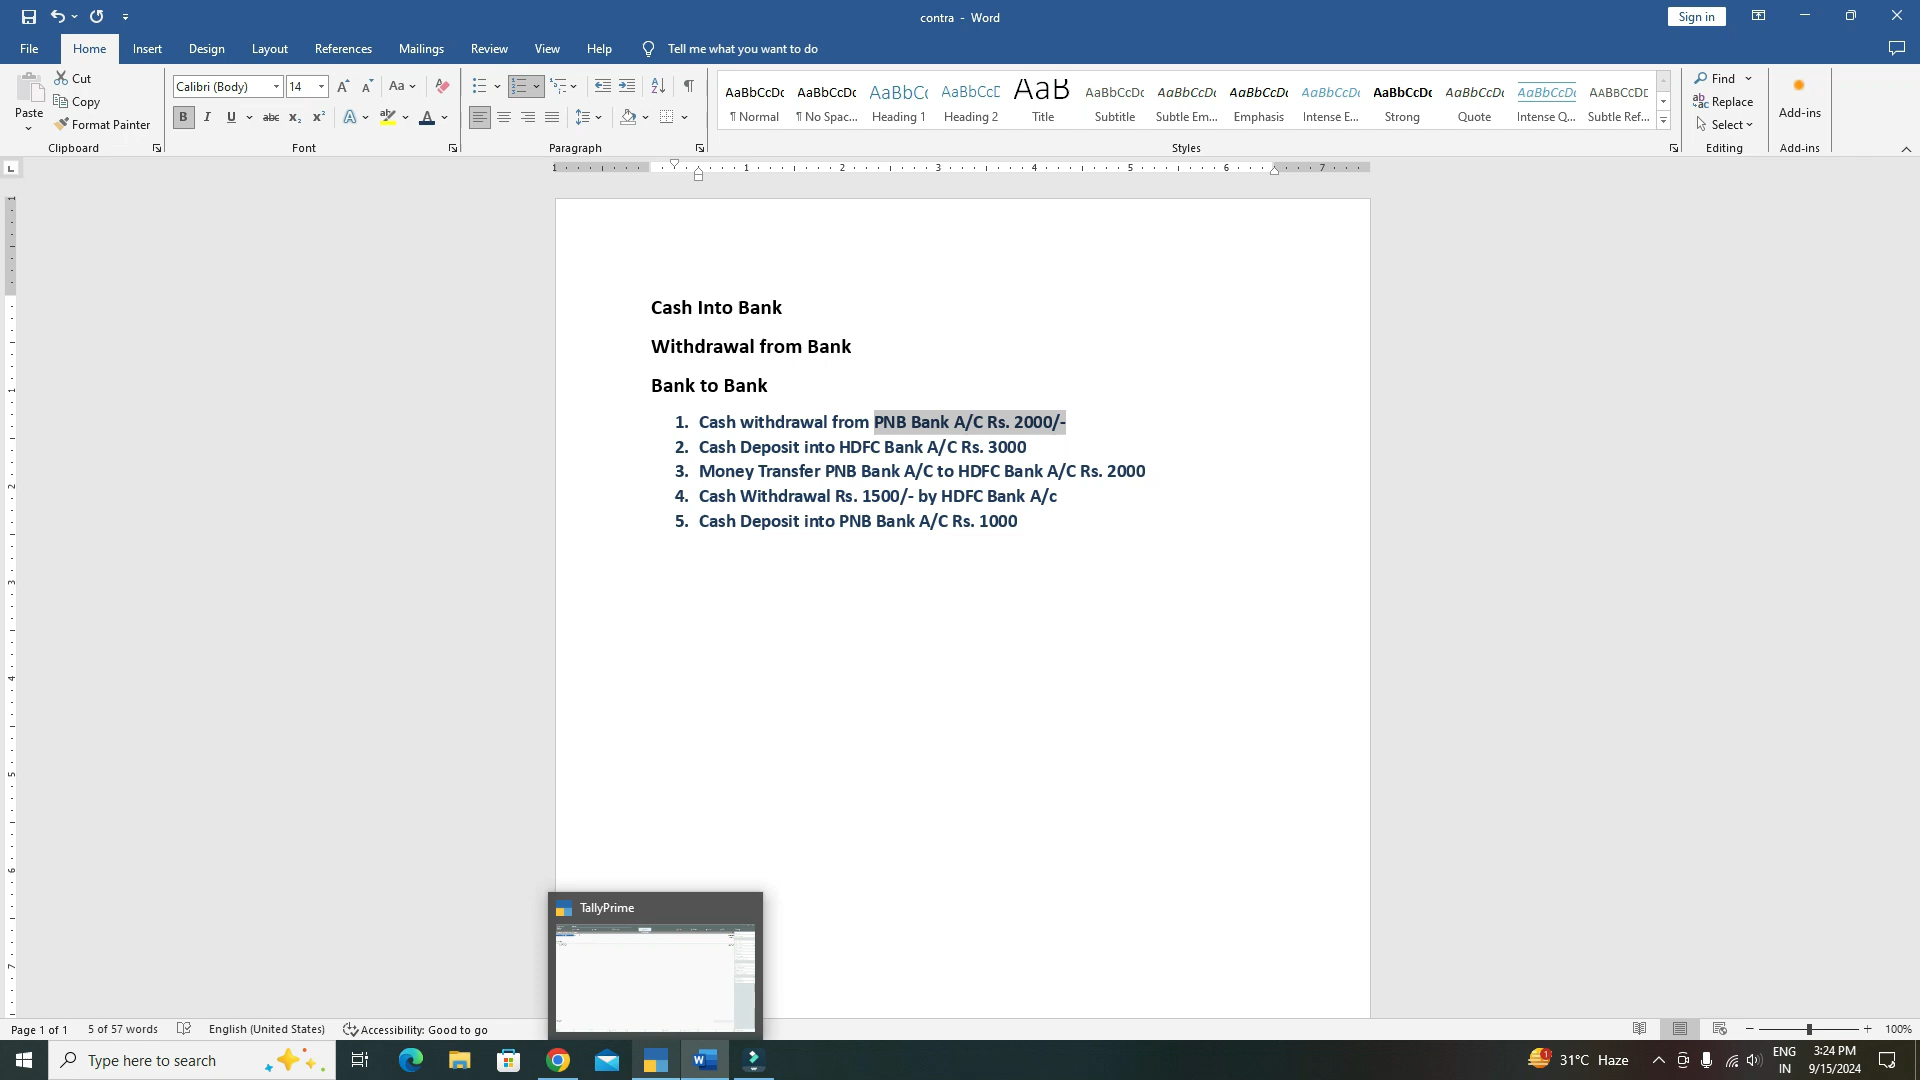 contra - Word
Sign in
File Home Insert Design Layout References Mailings Review View Help Tell me what you want to do
Paste
Cut
Copy
Format Painter
Clipboard
Calibri (Body) 14
Font
Paragraph
AaBbCcDc ¶ Normal
AaBbCcDc ¶ No Spac...
AaBbCc Heading 1
AaBbCcE Heading 2
AaB Title
AaBbCcDc Subtitle
AaBbCcDc Subtle Em...
AaBbCcDc Emphasis
AaBbCcDc Intense E...
AaBbCcDc Strong
AaBbCcDc Quote
AaBbCcDc Intense Q...
AABBCCDE Subtle Ref...
Styles
Find
Replace
Select
Editing
Add-ins
Add-ins
1 1 2 3 4 5 6 7
Cash Into Bank
Withdrawal from Bank
Bank to Bank
1. Cash withdrawal from PNB Bank A/C Rs. 2000/-
2. Cash Deposit into HDFC Bank A/C Rs. 3000
3. Money Transfer PNB Bank A/C to HDFC Bank A/C Rs. 2000
4. Cash Withdrawal Rs. 1500/- by HDFC Bank A/c
5. Cash Deposit into PNB Bank A/C Rs. 1000
TallyPrime
Page 1 of 1 5 of 57 words English (United States) Accessibility: Good to go 100%
Type here to search
31°C Haze
ENG
IN
3:24 PM
9/15/2024